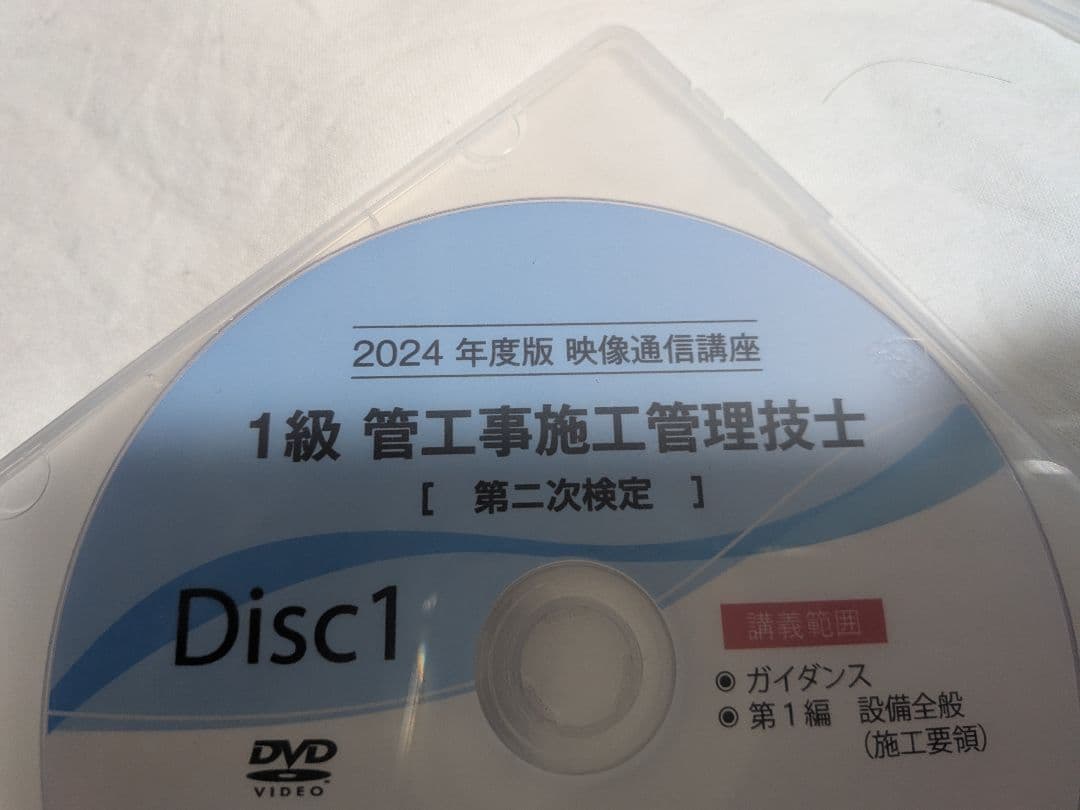 2024 年度版 映像通信講座
1級 管工事施工管理技士
[ 第二次検定 ]
Disc1
講義範囲
◉ ガイダンス
◉ 第1編 設備全般
(施工要領)
DVD
VIDEO